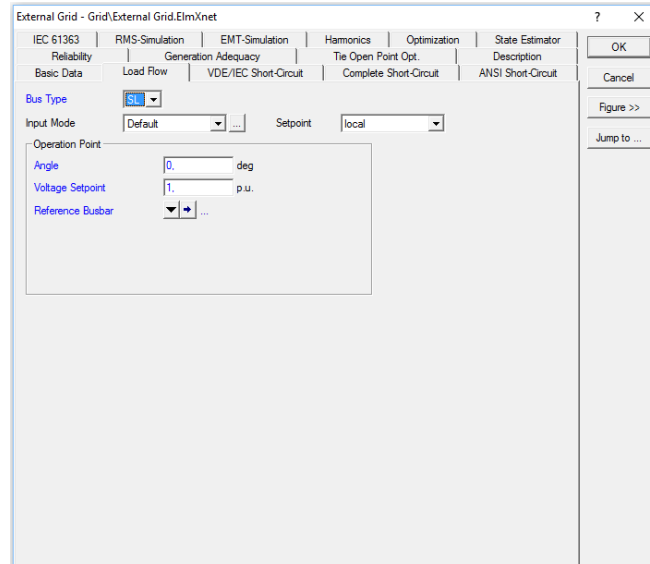 External Grid - Grid\External Grid.ElmXnet ? X
IEC 61363 RMS-Simulation EMT-Simulation Harmonics Optimization State Estimator
Reliability Generation Adequacy Tie Open Point Opt. Description
Basic Data Load Flow VDE/IEC Short-Circuit Complete Short-Circuit ANSI Short-Circuit
OK
Cancel
Figure >>
Jump to ...
Bus Type SL
Input Mode Default ... Setpoint local
Operation Point
Angle 0, deg
Voltage Setpoint 1, p.u.
Reference Busbar ...